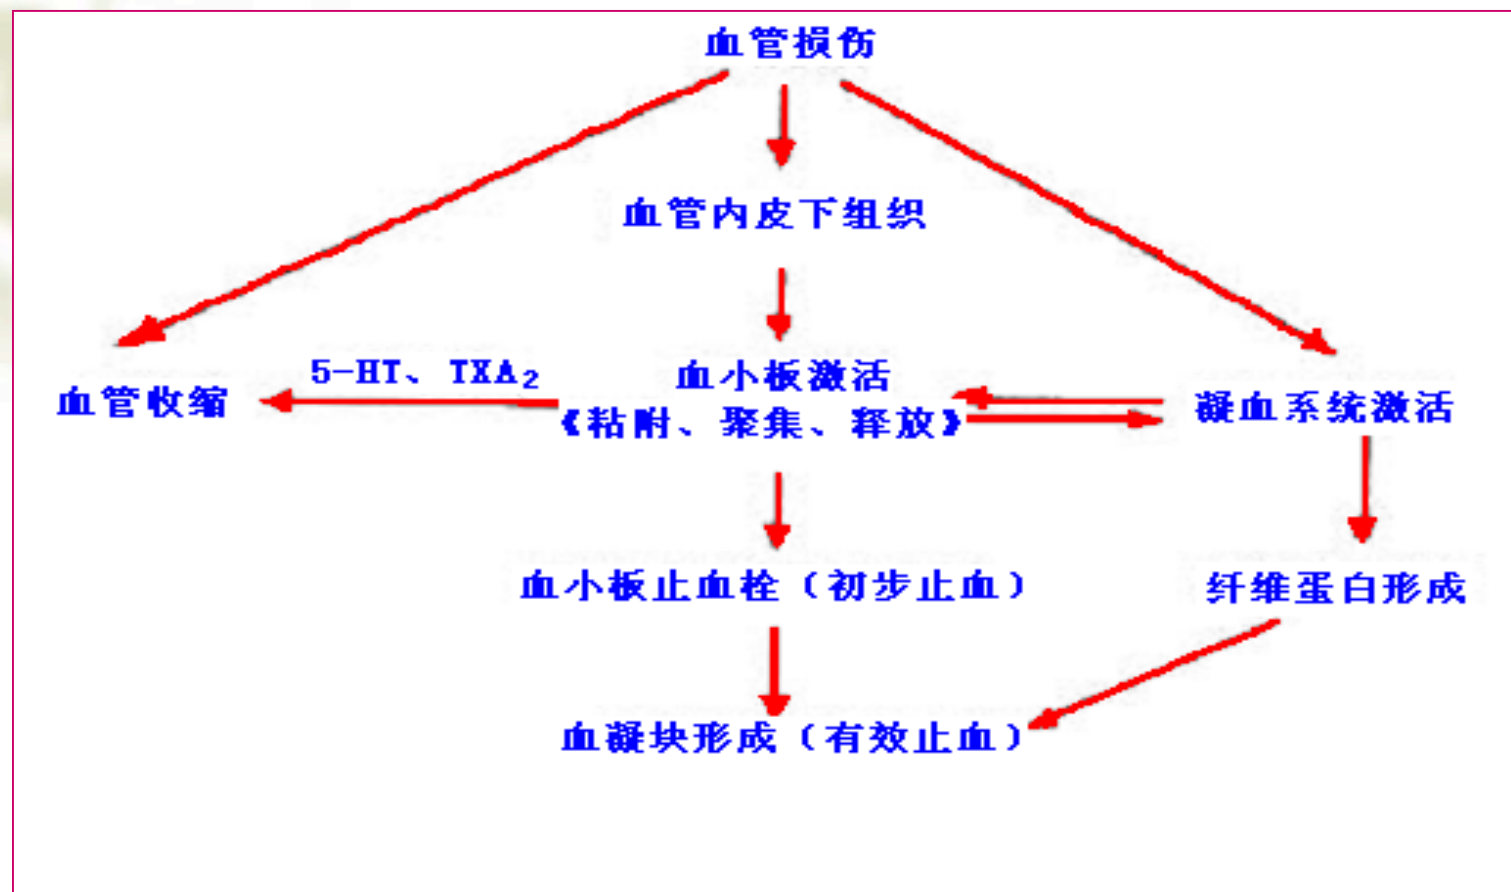 血管损伤
血管内皮下组织
5-HT、TXA₂
血管收缩
血小板激活
《粘附、聚集、释放》
凝血系统激活
血小板止血栓（初步止血）
纤维蛋白形成
血凝块形成（有效止血）